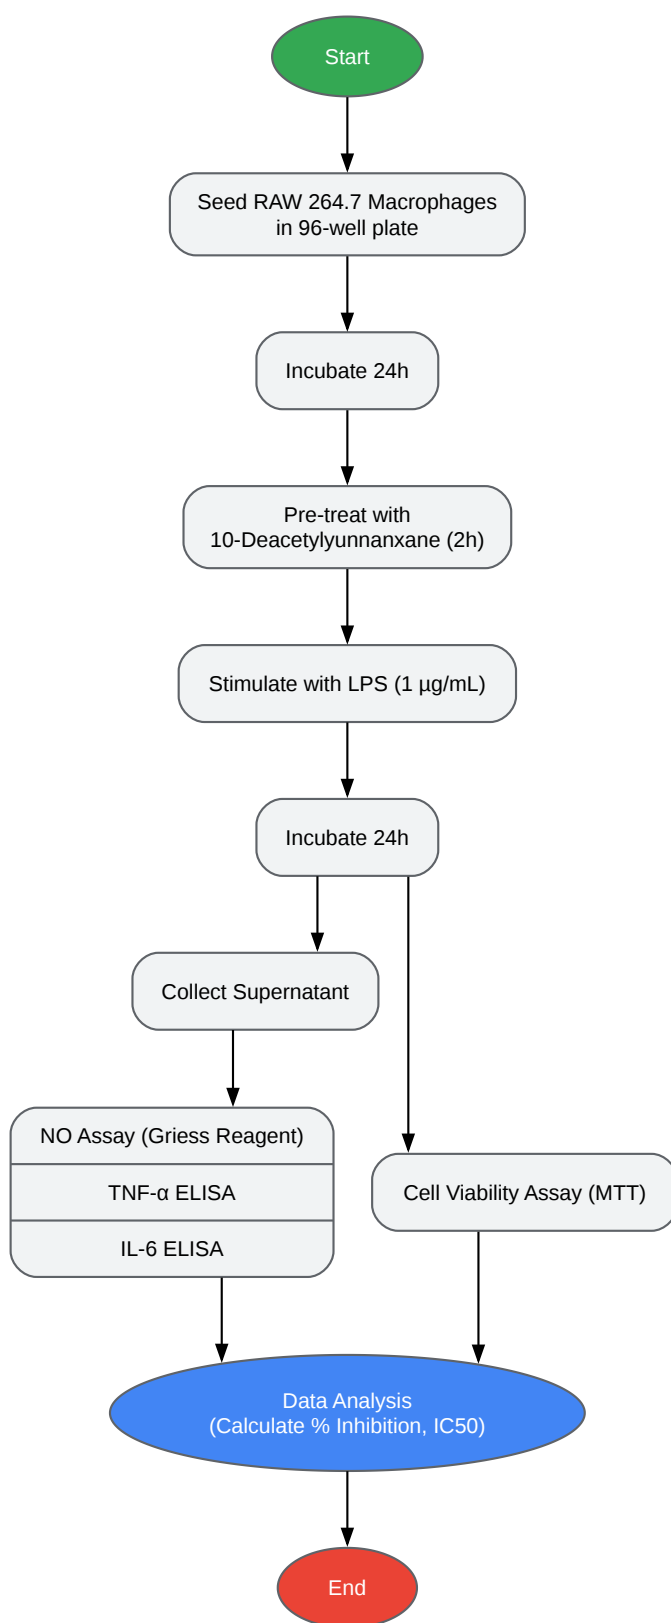 Start
Seed RAW 264.7 Macrophages
in 96-well plate
Incubate 24h
Pre-treat with
10-Deacetylyunnanxane (2h)
Stimulate with LPS (1 µg/mL)
Incubate 24h
Collect Supernatant
NO Assay (Griess Reagent)
TNF-α ELISA
IL-6 ELISA
Cell Viability Assay (MTT)
Data Analysis
(Calculate % Inhibition, IC50)
End